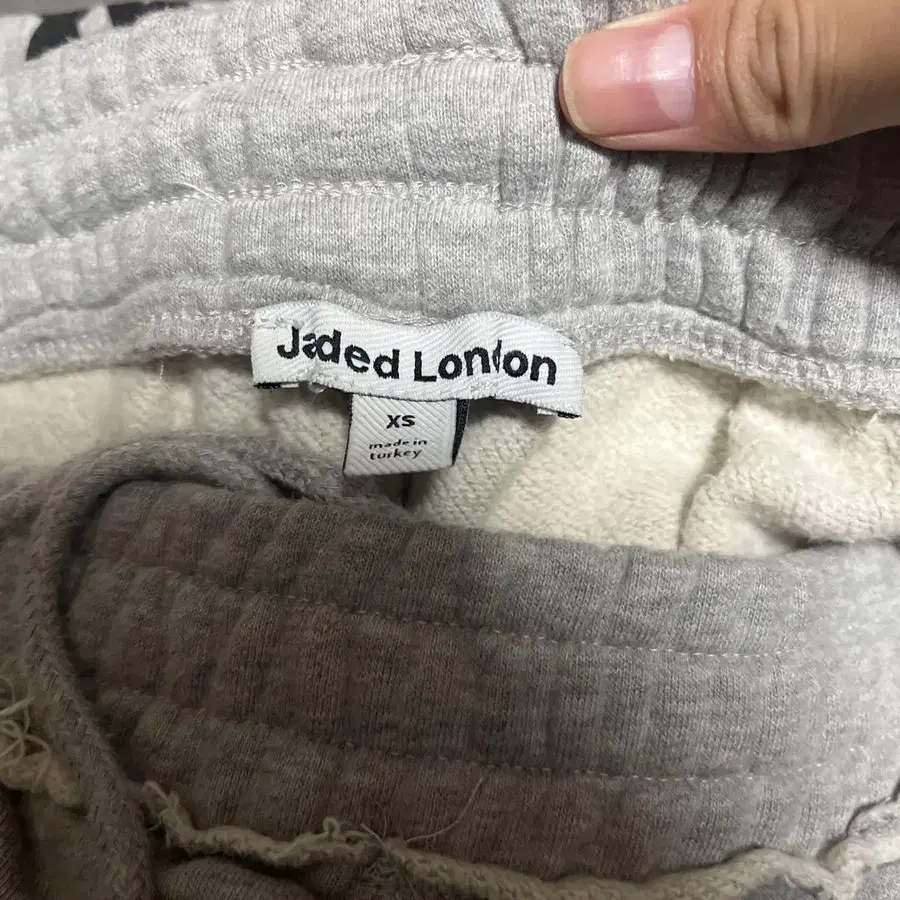 Jaded London
XS
made in
turkey